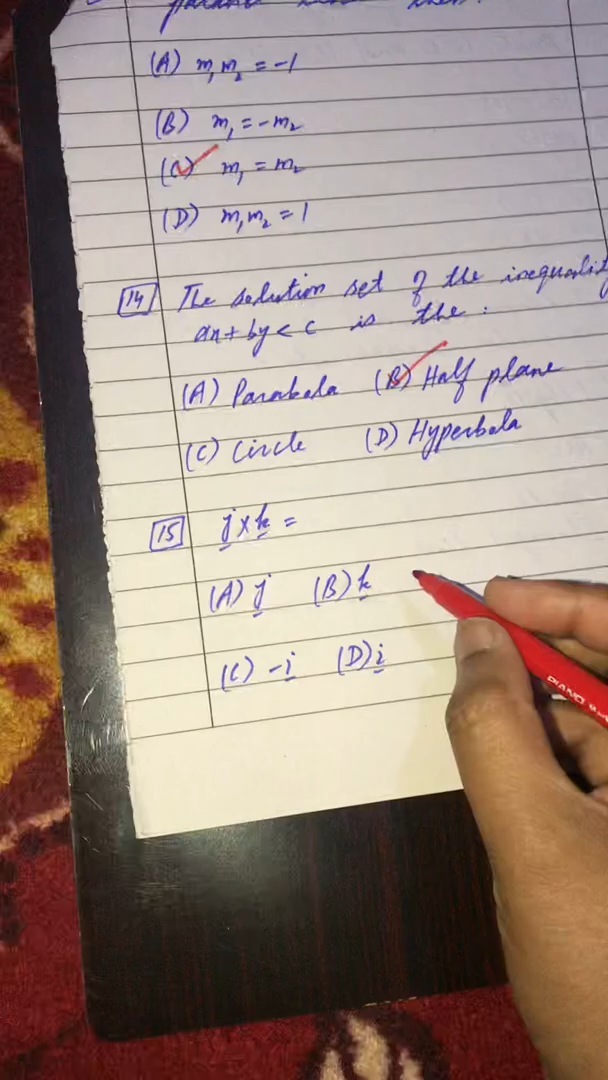 (A) m₁m₂ = -1
(B) m₁ = -m₂
(C) m₁ = m₂
(D) m₁m₂ = 1
14 The solution set of the inequality
ax + by < c is the :
(A) Parabola (B) Half plane
(C) Circle (D) Hyperbola
15 j × k =
(A) j (B) k
(C) -i (D) i
PIANO